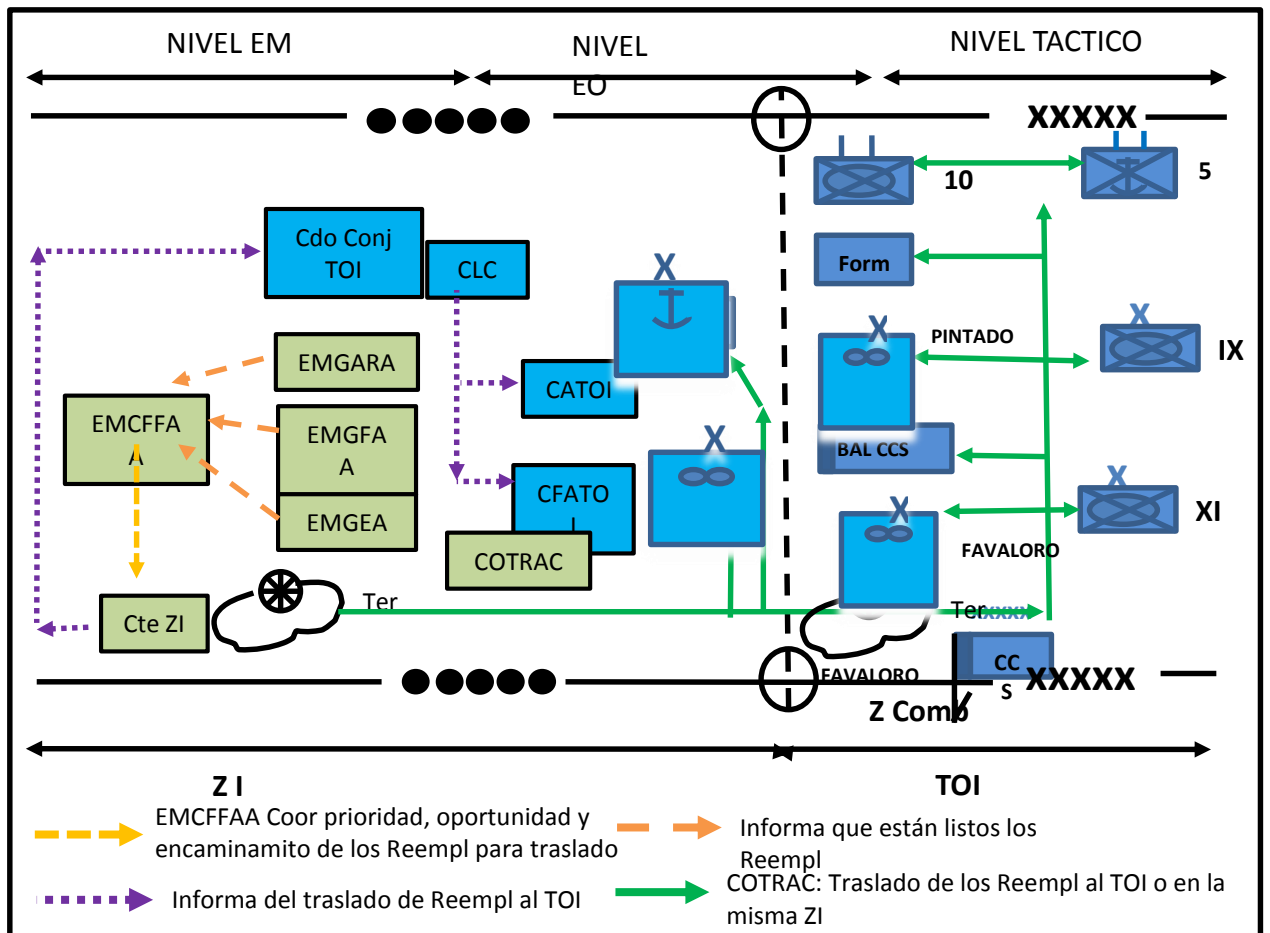 NIVEL EM
NIVEL
EO
NIVEL TACTICO
XXXXX
10
5
Cdo Conj
TOI
CLC
X
Form
EMGARA
CATOI
X
PINTADO
X
IX
EMCFFA
A
EMGFA
A
X
BAL CCS
EMGEA
CFATO
I
X
X
XI
COTRAC
FAVALORO
Cte ZI
Ter
Ter
xxxx
FAVALORO
CC
S
XXXXX
Z Comb
Z I
TOI
EMCFFAA Coor prioridad, oportunidad y
encaminamito de los Reempl para traslado
Informa que están listos los
Reempl
Informa del traslado de Reempl al TOI
COTRAC: Traslado de los Reempl al TOI o en la
misma ZI